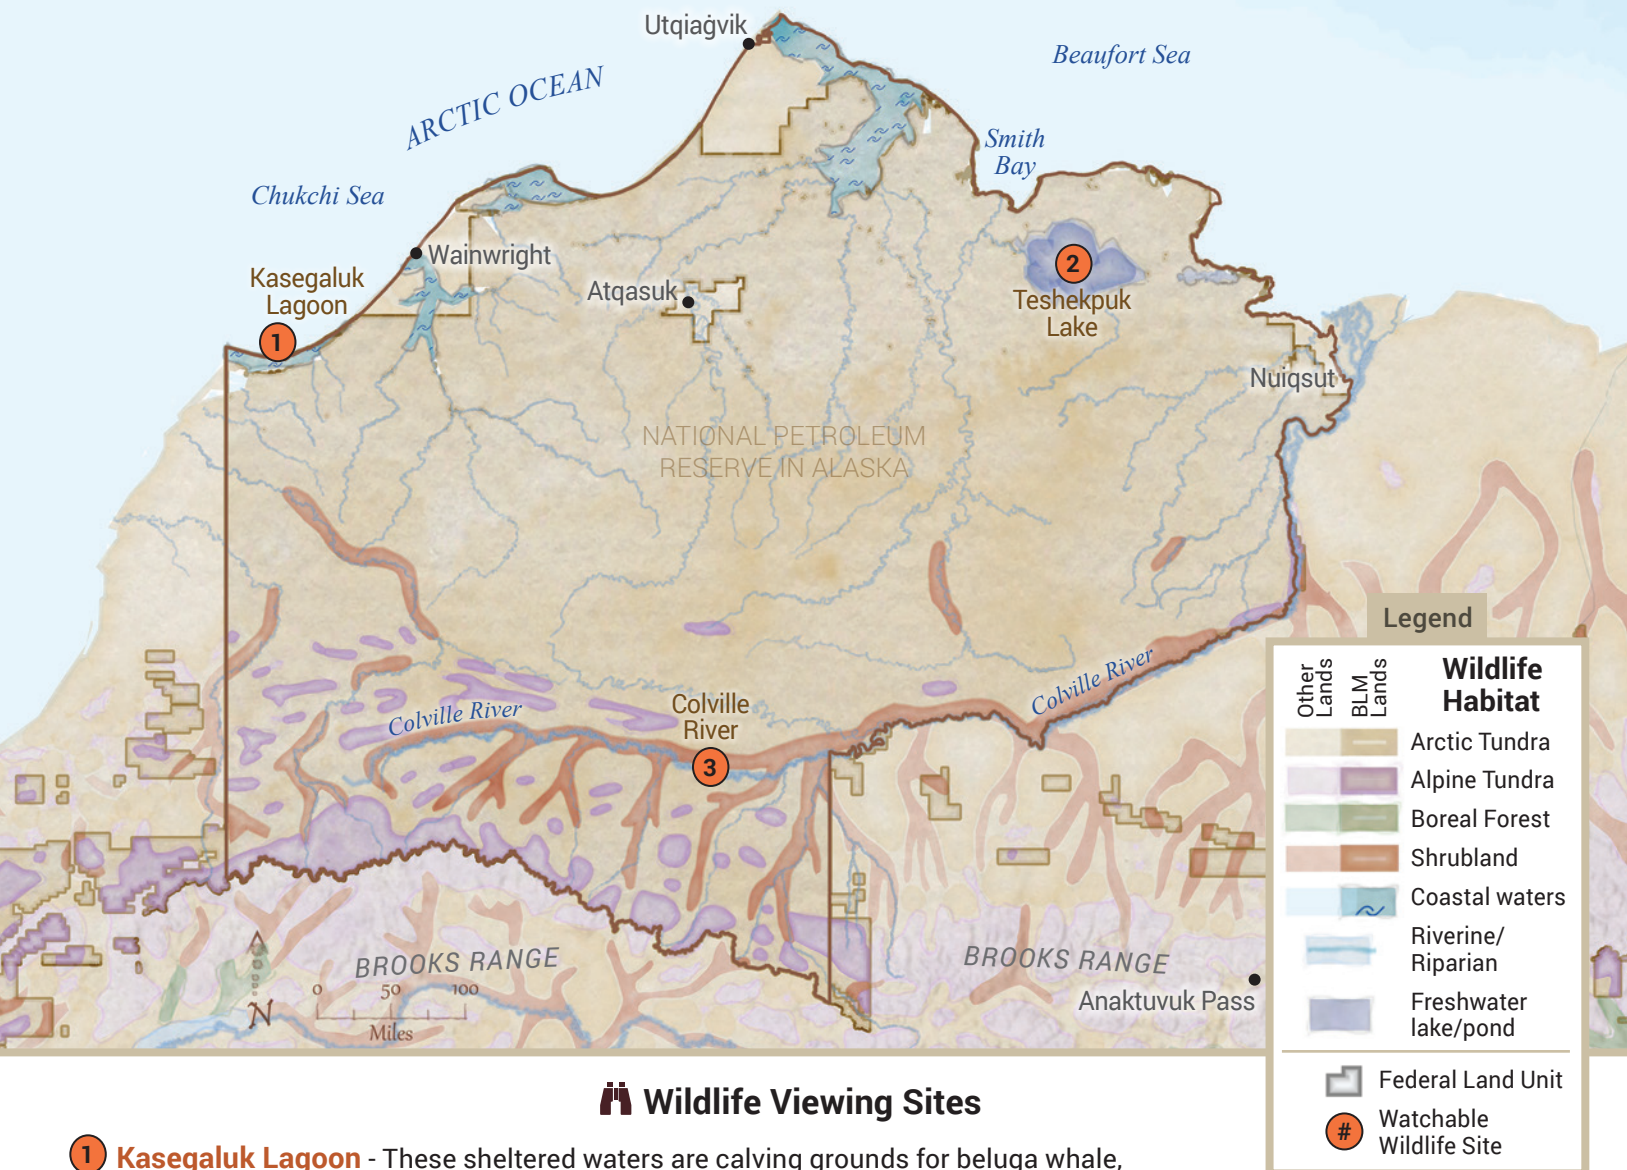 Utqiaġvik
Beaufort Sea
ARCTIC OCEAN
Smith
Bay
Chukchi Sea
Wainwright
Kasegaluk
Lagoon
1
Atqasuk
2
Teshekpuk
Lake
Nuiqsut
NATIONAL PETROLEUM
RESERVE IN ALASKA
Colville River
Colville
River
3
Colville River
BROOKS RANGE
BROOKS RANGE
Anaktuvuk Pass
N
0 50 100
Miles
Legend
Other
Lands
BLM
Lands
Wildlife
Habitat
Arctic Tundra
Alpine Tundra
Boreal Forest
Shrubland
Coastal waters
Riverine/
Riparian
Freshwater
lake/pond
Federal Land Unit
#
Watchable
Wildlife Site
Wildlife Viewing Sites
1 Kasegaluk Lagoon - These sheltered waters are calving grounds for beluga whale,